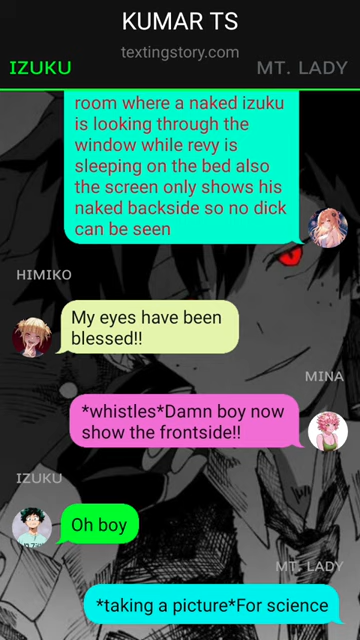 KUMAR TS
textingstory.com
IZUKU
MT. LADY
room where a naked izuku
is looking through the
window while revy is
sleeping on the bed also
the screen only shows his
naked backside so no dick
can be seen
HIMIKO
My eyes have been
blessed!!
MINA
*whistles*Damn boy now
show the frontside!!
IZUKU
Oh boy
MT. LADY
*taking a picture*For science